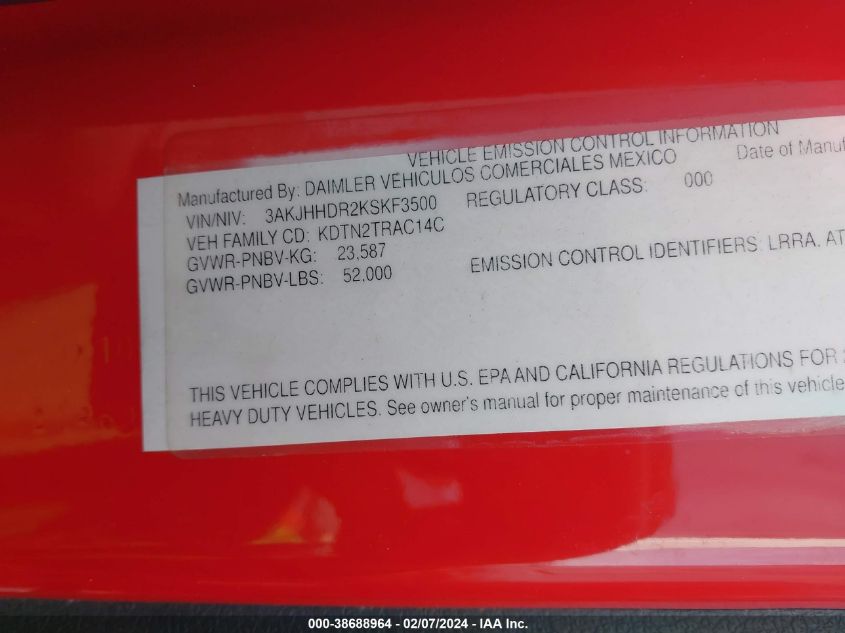 VEHICLE EMISSION CONTROL INFORMATION
Manufactured By: DAIMLER VEHICULOS COMERCIALES MEXICO
Date of Manuf
VIN/NIV: 3AKJHHDR2KSKF3500
REGULATORY CLASS: 000
VEH FAMILY CD: KDTN2TRAC14C
GVWR-PNBV-KG: 23,587
GVWR-PNBV-LBS: 52,000
EMISSION CONTROL IDENTIFIERS: LRRA, AT
THIS VEHICLE COMPLIES WITH U.S. EPA AND CALIFORNIA REGULATIONS FOR
HEAVY DUTY VEHICLES. See owner's manual for proper maintenance of this vehicle
000-38688964 - 02/07/2024 - IAA Inc.